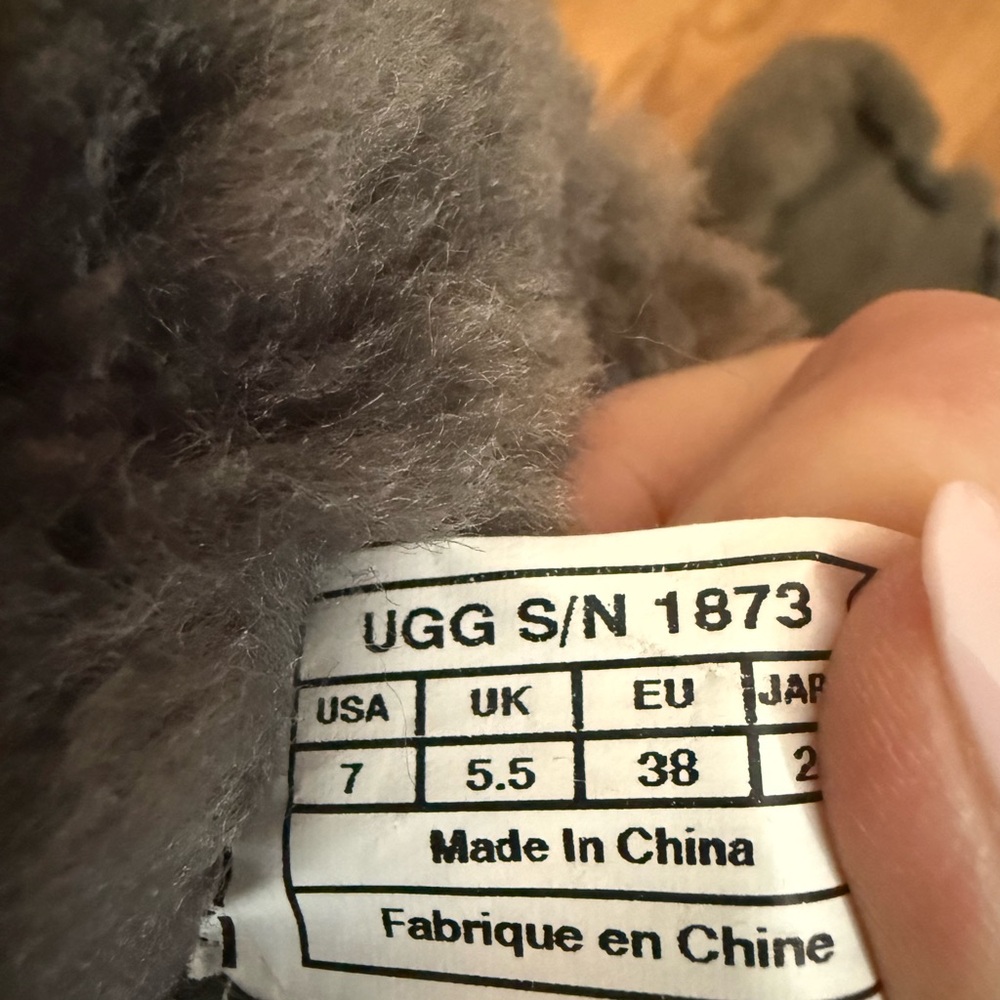 UGG S/N 1873
USA UK EU
7 5.5 38
Made In China
Fabrique en Chine